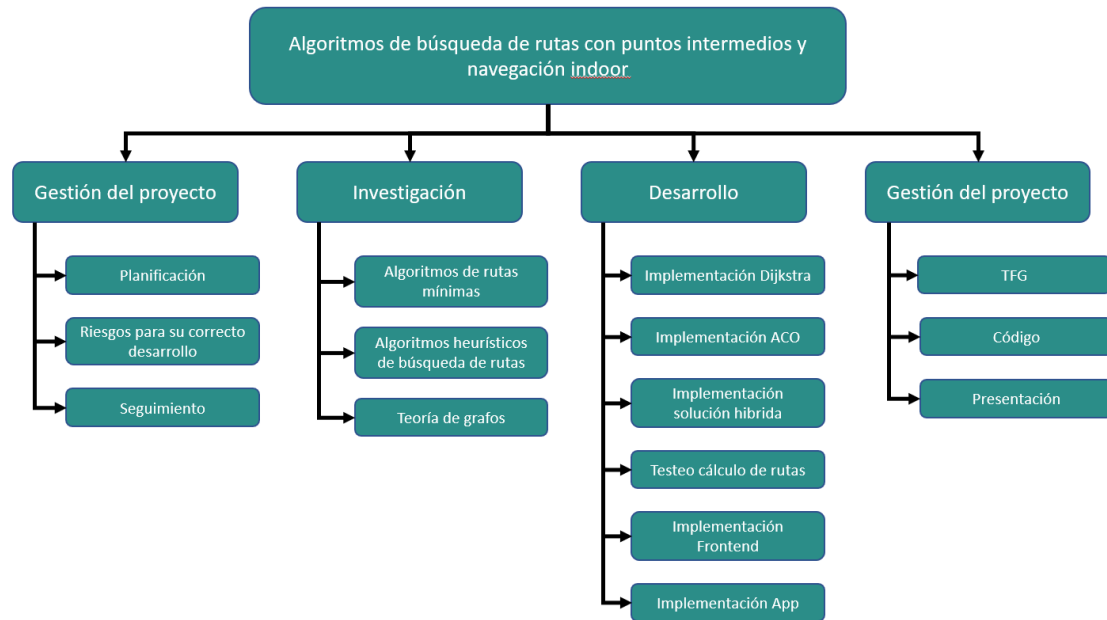 Algoritmos de búsqueda de rutas con puntos intermedios y
navegación indoor
Gestión del proyecto
Planificación
Riesgos para su correcto
desarrollo
Seguimiento
Investigación
Algoritmos de rutas
mínimas
Algoritmos heurísticos
de búsqueda de rutas
Teoría de grafos
Desarrollo
Implementación Dijkstra
Implementación ACO
Implementación
solución hibrida
Testeo cálculo de rutas
Implementación
Frontend
Implementación App
Gestión del proyecto
TFG
Código
Presentación